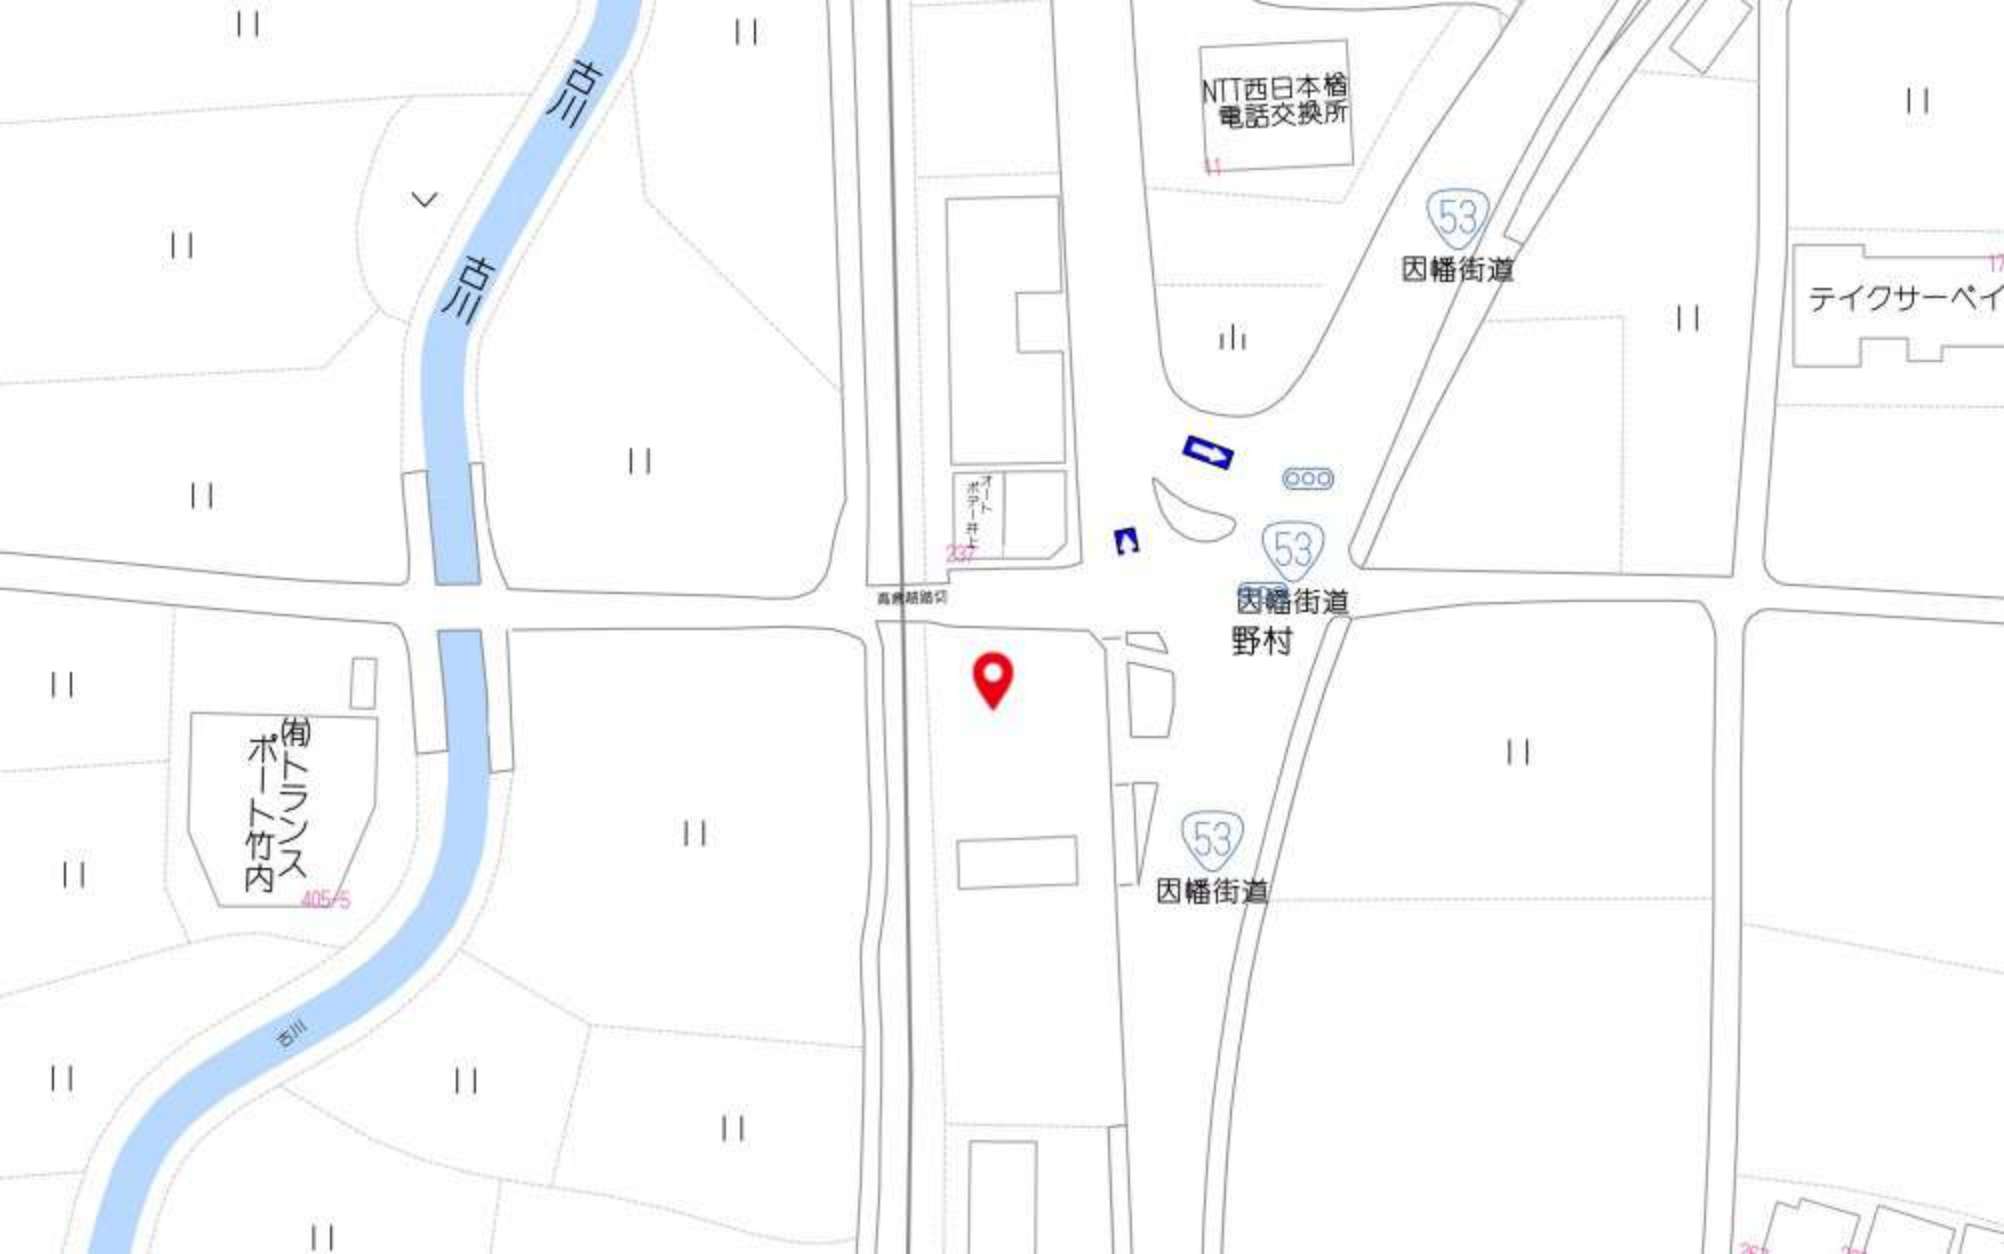 古川
NTT西日本楢
電話交換所
11
53
因幡街道
17
テイクサーベイ
古川
オート
ボデー井上
237
53
因幡街道
野村
㈲トランス
ポート竹内
405-5
53
因幡街道
古川